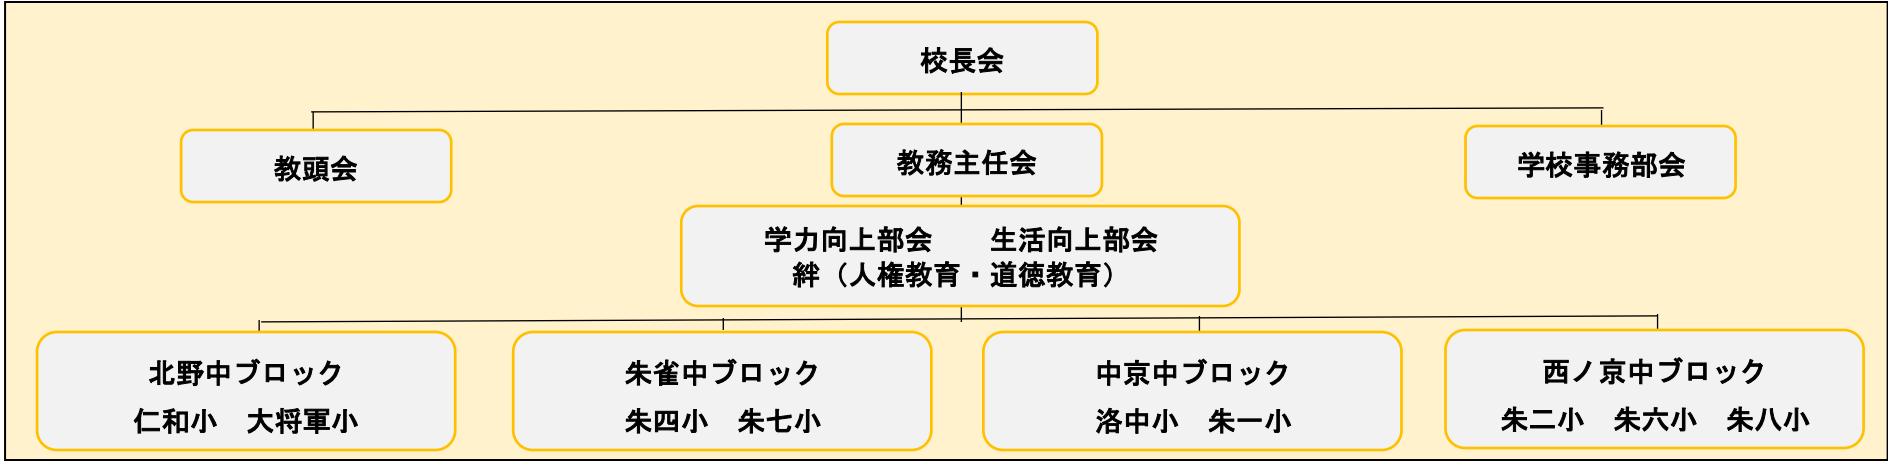 校長会
教頭会
教務主任会
学校事務部会
学力向上部会　　生活向上部会
絆（人権教育・道徳教育）
北野中ブロック
仁和小　大将軍小
朱雀中ブロック
朱四小　朱七小
中京中ブロック
洛中小　朱一小
西ノ京中ブロック
朱二小　朱六小　朱八小